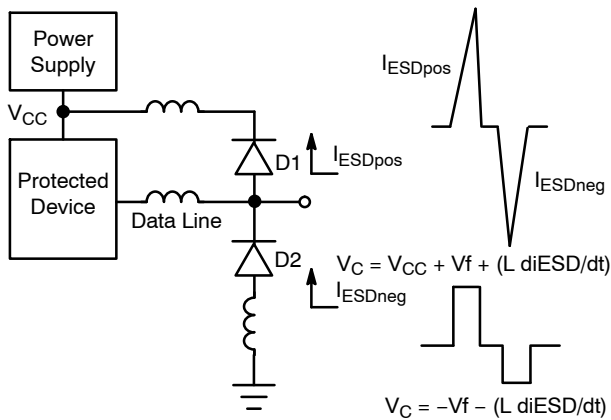 Power
Supply
V_CC
Protected
Device
Data Line
D1
I_ESDpos
D2
I_ESDneg
I_ESDpos
I_ESDneg
V_C = V_CC + Vf + (L diESD/dt)
V_C = −Vf − (L diESD/dt)